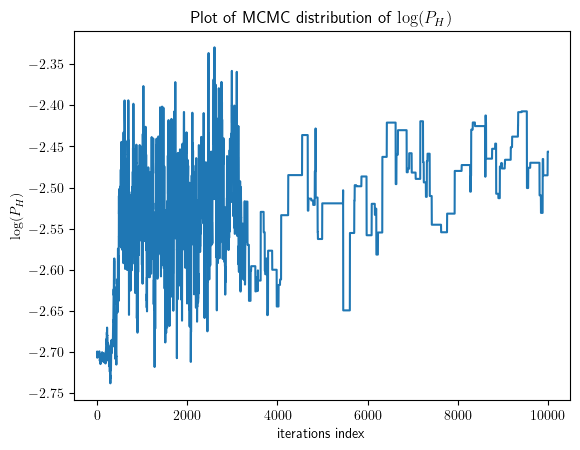 Plot of MCMC distribution of log(P_H)
log(P_H)
−2.35
−2.40
−2.45
−2.50
−2.55
−2.60
−2.65
−2.70
−2.75
0 2000 4000 6000 8000 10000
iterations index